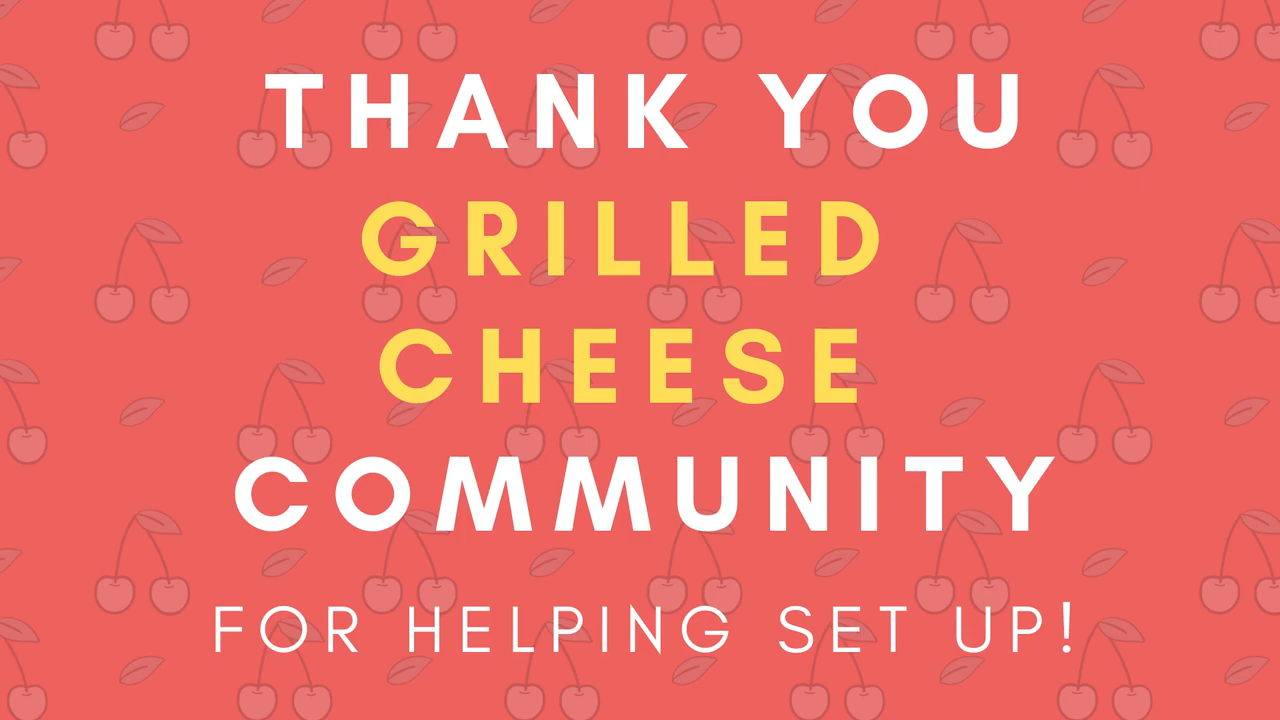 THANK YOU
GRILLED
CHEESE
COMMUNITY
FOR HELPING SET UP!